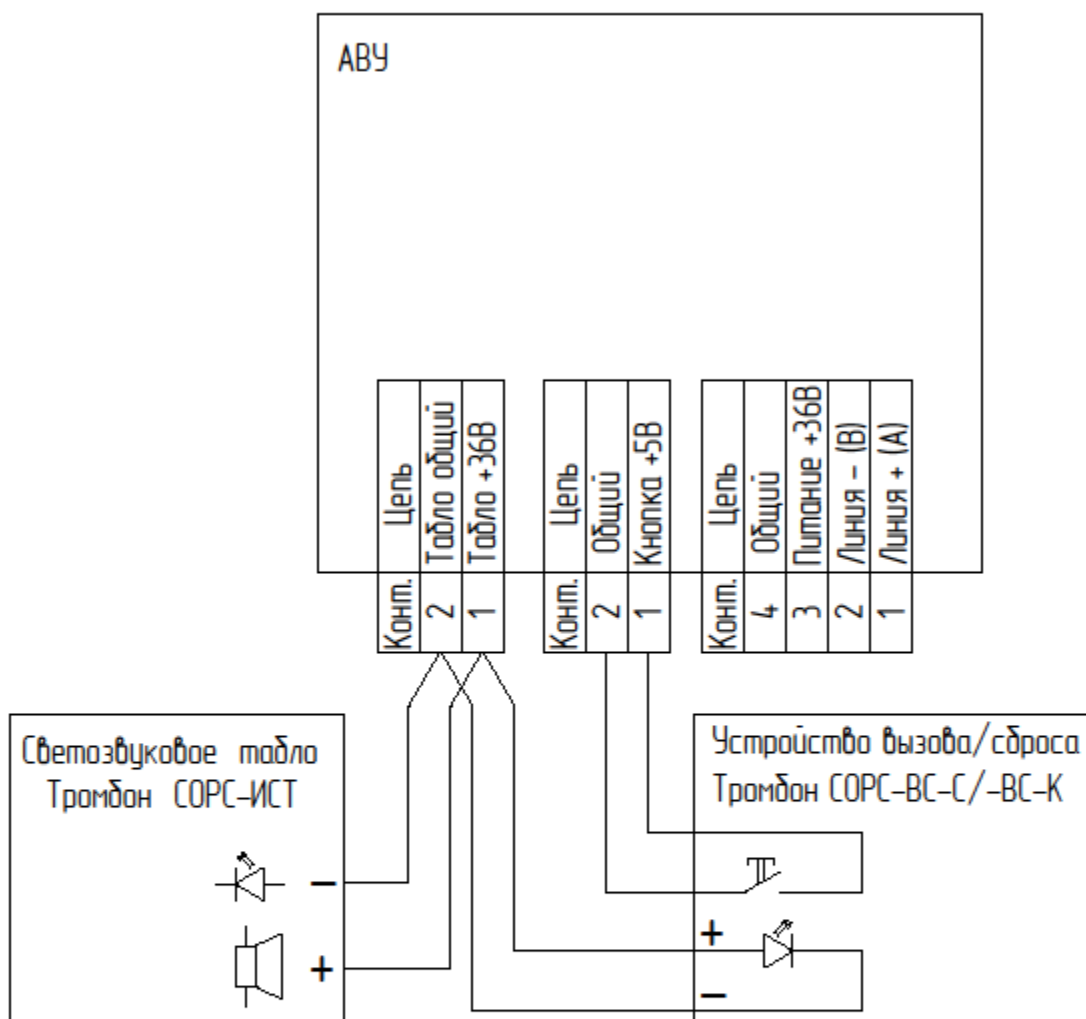 АВУ
Цепь
Табло общий
Табло +36В
Цепь
Общий
Кнопка +5В
Цепь
Общий
Питание +36В
Линия - (В)
Линия + (А)
Конт.
2
1
Конт.
2
1
Конт.
4
3
2
1
Светозвуковое табло
Тромбон СОРС-ИСТ
-
+
Устройство вызова/сброса
Тромбон СОРС-ВС-С/-ВС-К
+
-